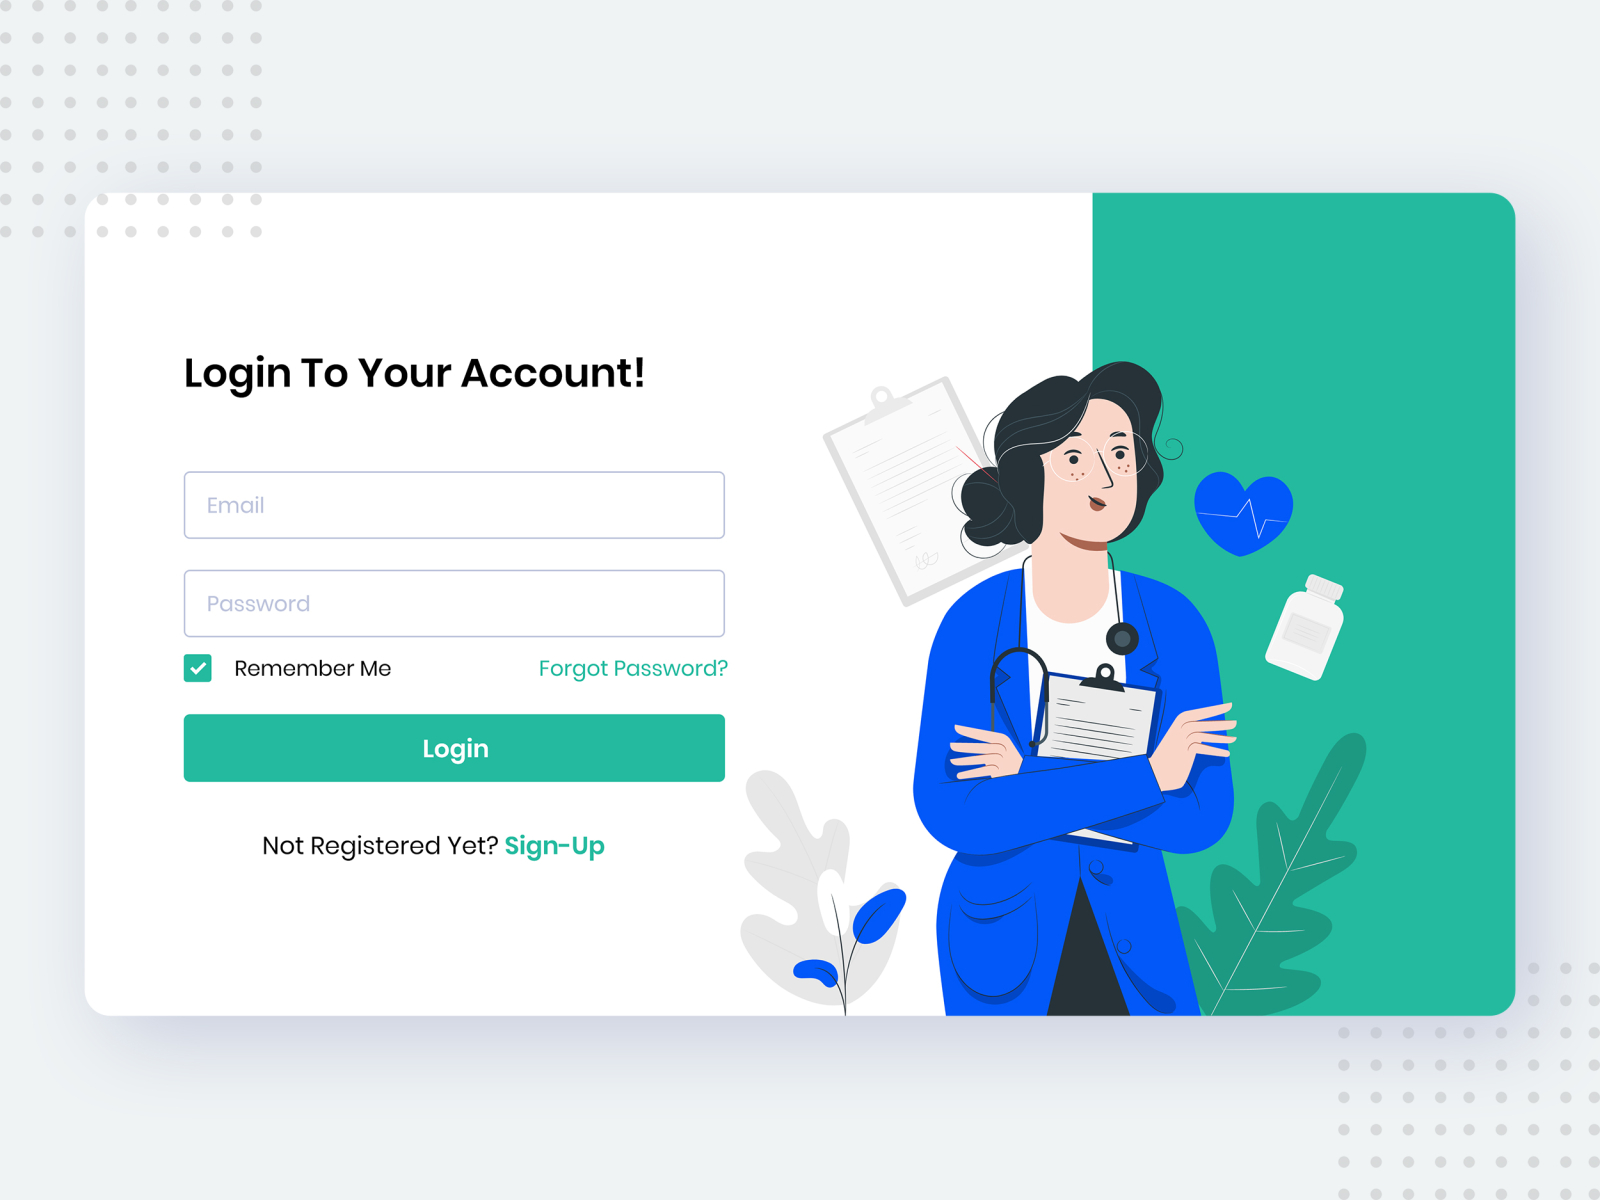 Login To Your Account!
Email
Password
Remember Me
Forgot Password?
Login
Not Registered Yet? Sign-Up